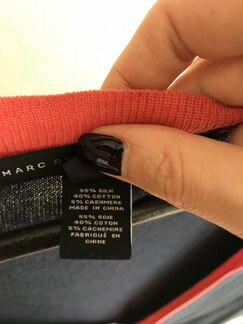 MARC
55% SILK
40% COTTON
5% CASHMERE
MADE IN CHINA
55% SOIE
40% COTON
5% CACHEMIRE
FABRIQUÉ EN
CHINE